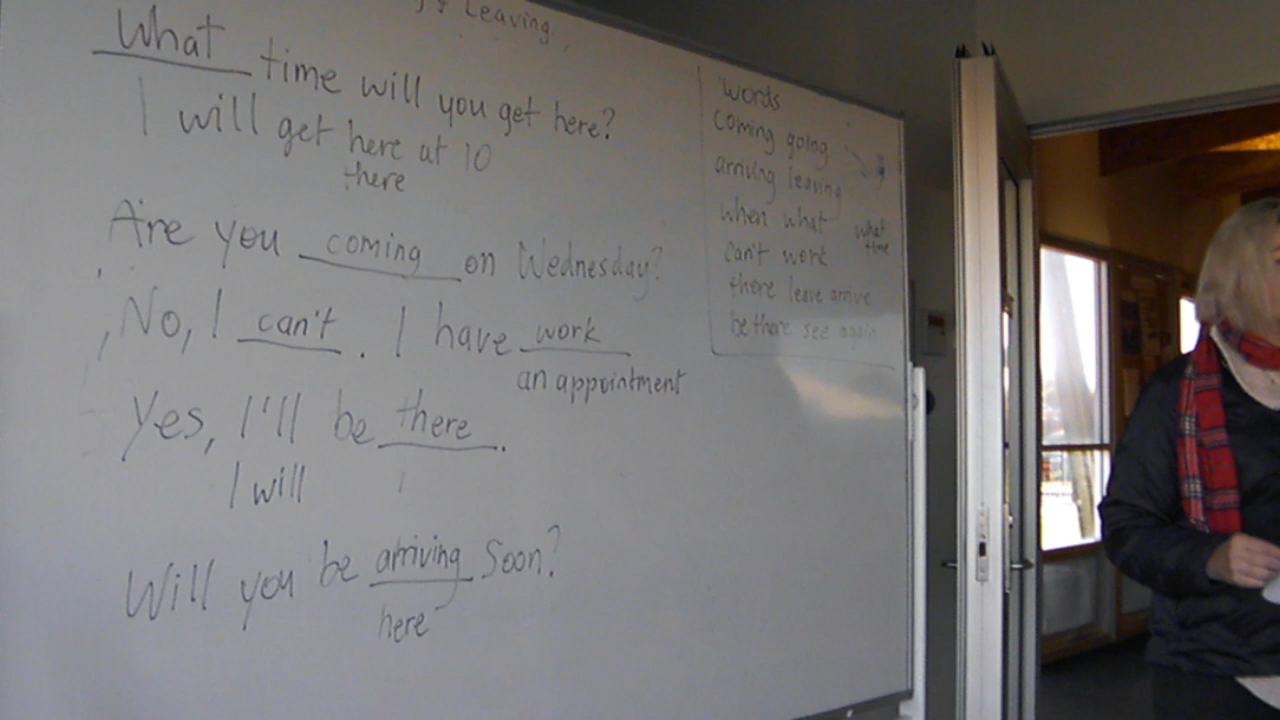 & Leaving
What time will you get here?
I will get here at 10
there
Are you coming on Wednesday?
No, I can't. I have work
an appointment
Yes, I'll be there.
I will
Will you be arriving Soon?
here
words
coming going
arriving leaving
when what what time
can't work
there leave arrive
be there see again